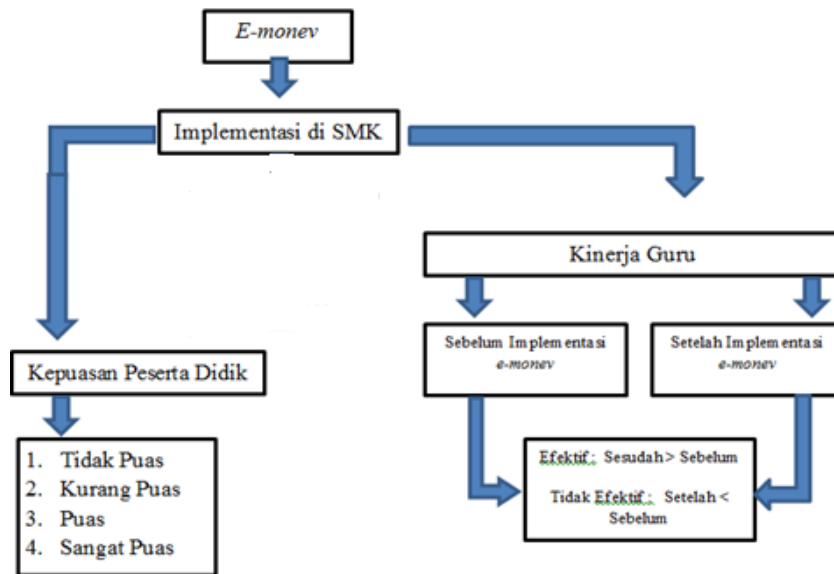 E-monev
Implementasi di SMK
Kinerja Guru
Sebelum Implementasi
e-monev
Setelah Implementasi
e-monev
Kepuasan Peserta Didik
1. Tidak Puas
2. Kurang Puas
3. Puas
4. Sangat Puas
Efektif : Sesudah > Sebelum
Tidak Efektif : Setelah <
Sebelum